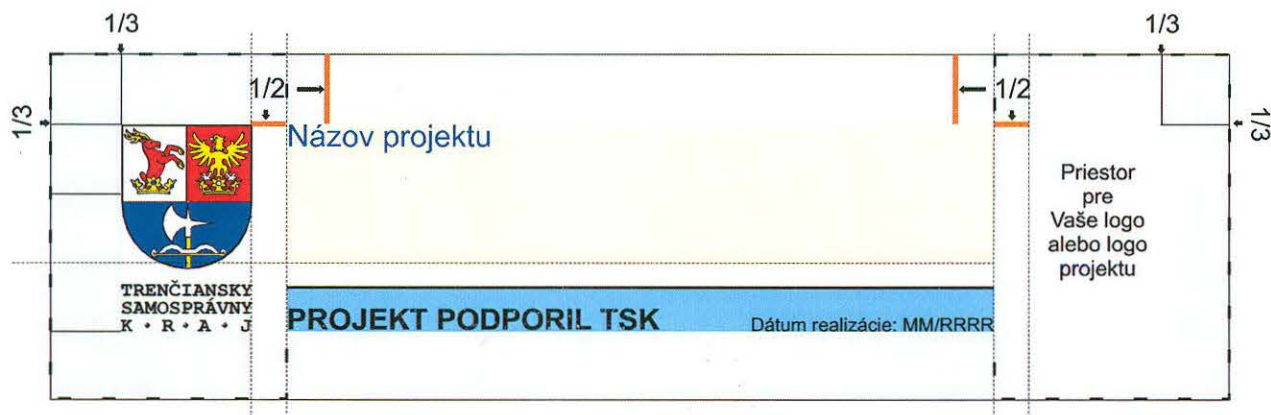 1/3
1/3
1/2
1/2
1/3
1/3
Názov projektu
Priestor
pre
Vaše logo
alebo logo
projektu
TRENČIANSKY
SAMOSPRÁVNY
K • R • A • J
PROJEKT PODPORIL TSK
Dátum realizácie: MM/RRRR